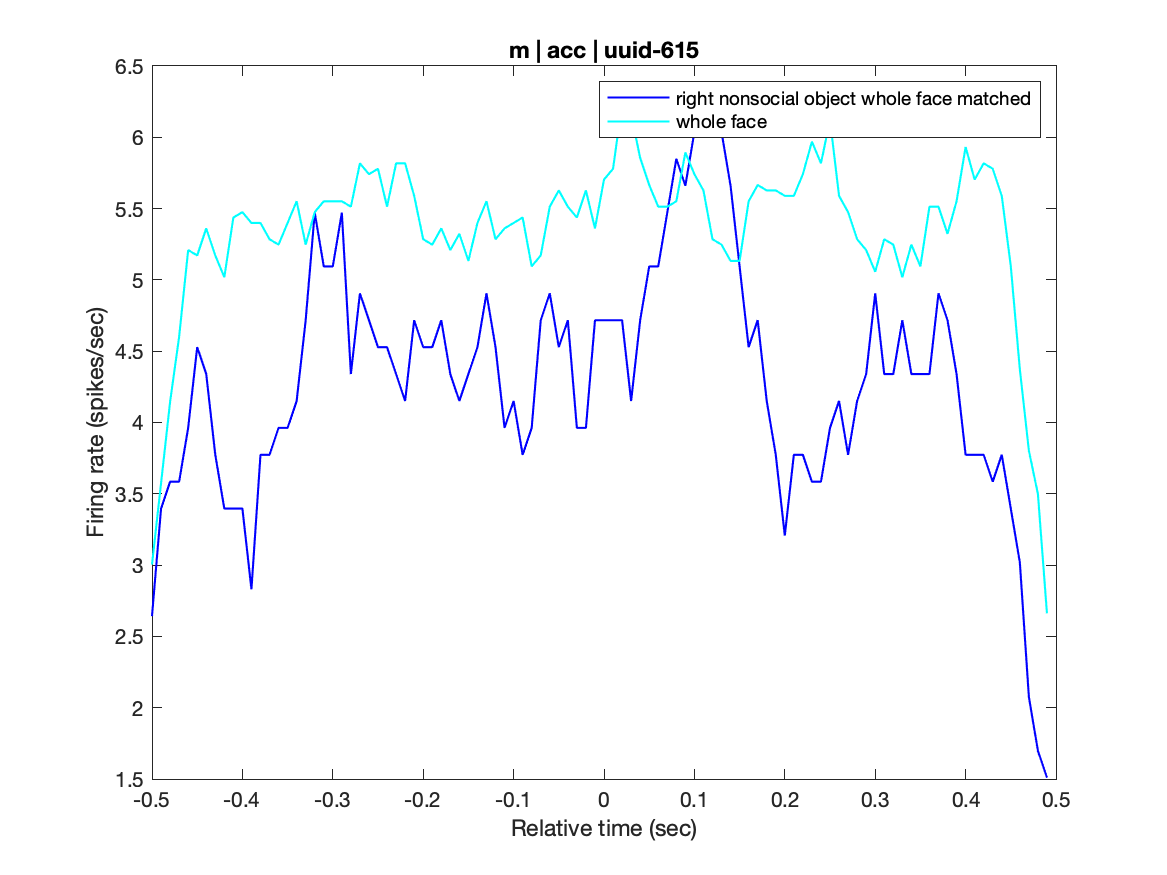 m | acc | uuid-615
right nonsocial object whole face matched
whole face
6.5
6
5.5
5
4.5
4
3.5
3
2.5
2
1.5
Firing rate (spikes/sec)
-0.5 -0.4 -0.3 -0.2 -0.1 0 0.1 0.2 0.3 0.4 0.5
Relative time (sec)